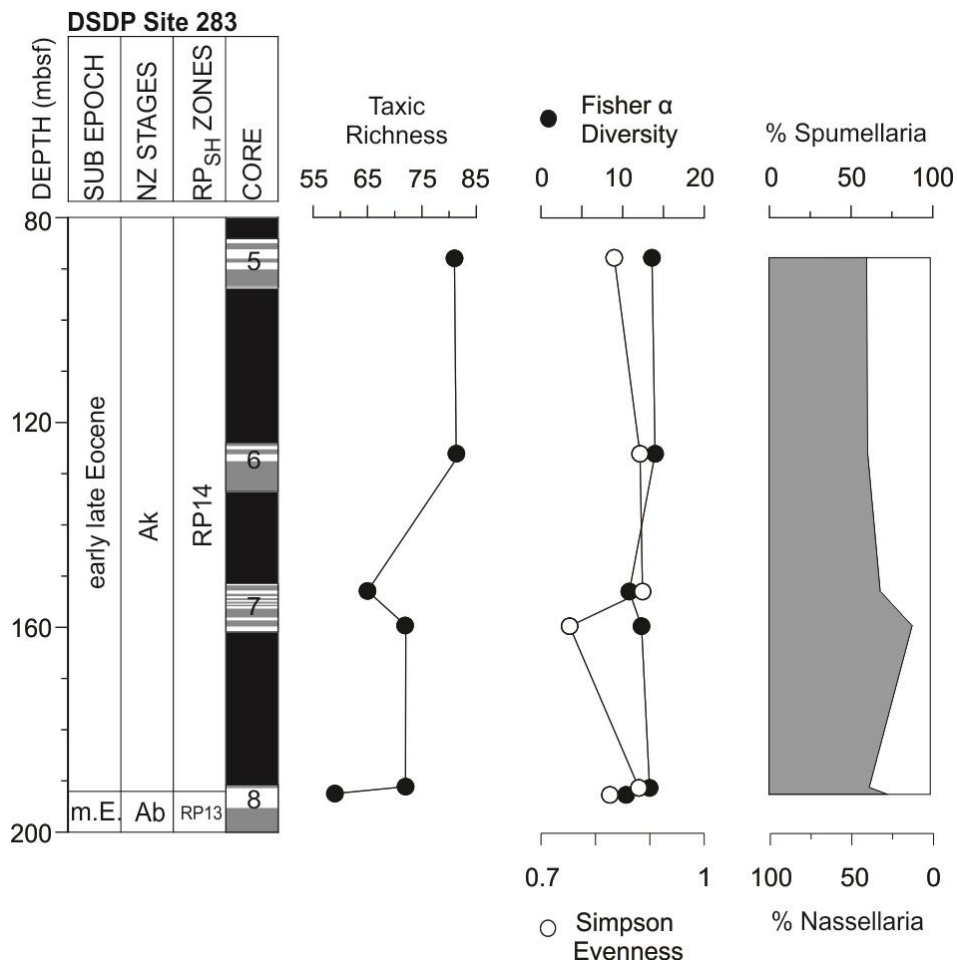 DSDP Site 283
DEPTH (mbsf)
SUB EPOCH
NZ STAGES
RPSH ZONES
CORE
Taxic
Richness
55 65 75 85
Fisher α
Diversity
0 10 20
% Spumellaria
0 50 100
80
120
160
200
early late Eocene
Ak
RP14
5
6
7
8
m.E.
Ab
RP13
0.7 1
Simpson
Evenness
100 50 0
% Nassellaria